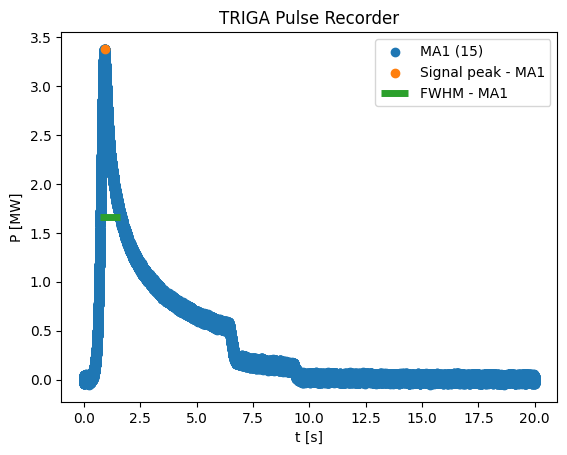 TRIGA Pulse Recorder
MA1 (15)
Signal peak - MA1
FWHM - MA1
P [MW]
3.5
3.0
2.5
2.0
1.5
1.0
0.5
0.0
0.0 2.5 5.0 7.5 10.0 12.5 15.0 17.5 20.0
t [s]